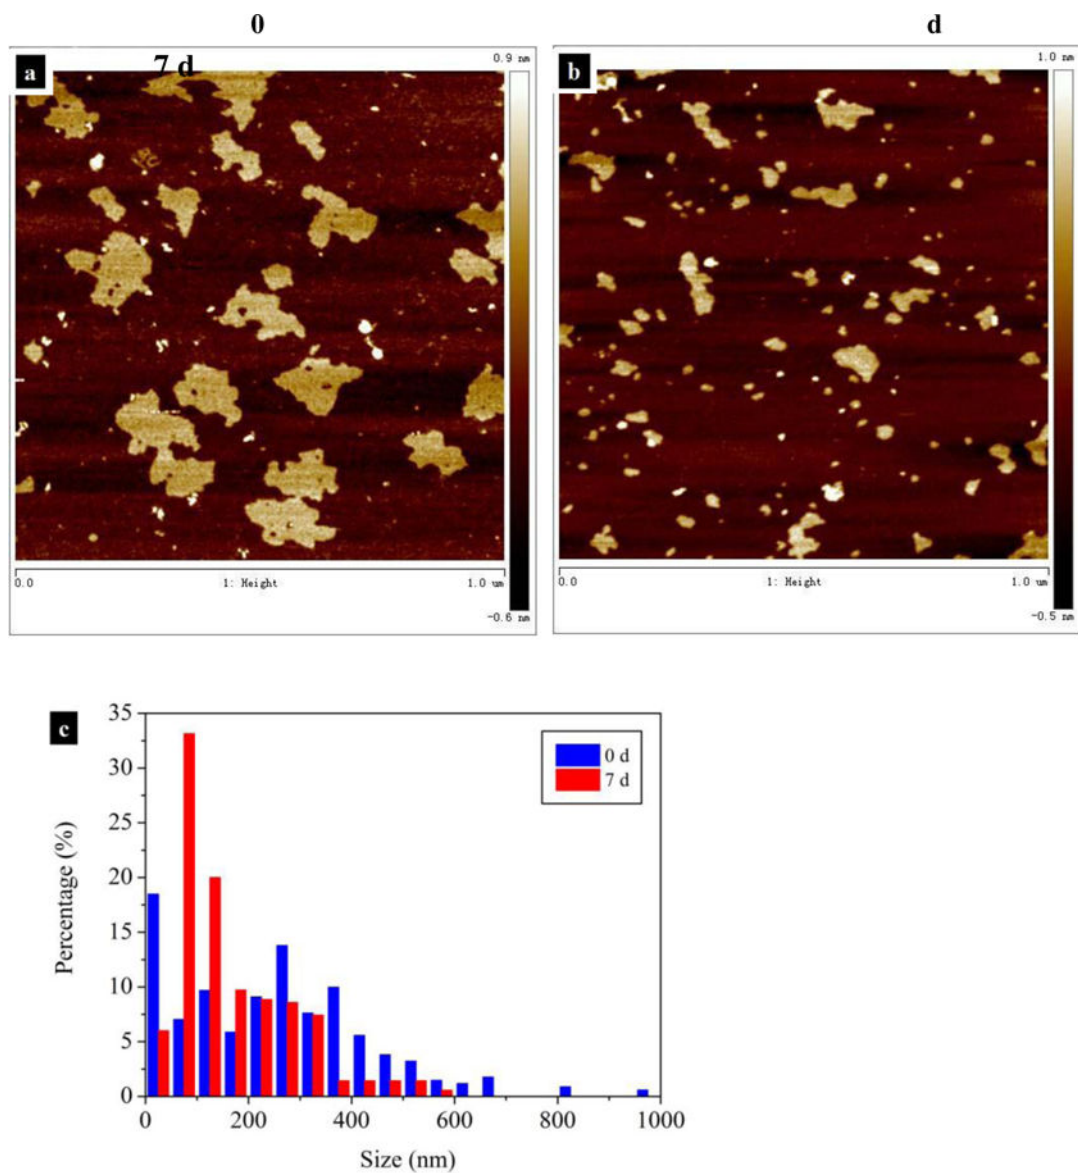 0 d
7 d
a
0.9 nm
b
1.0 nm
0.0 1: Height 1.0 um
-0.6 nm
0.0 1: Height 1.0 um
-0.5 nm
c
35
30
25
20
15
10
5
0
Percentage (%)
0 d
7 d
0 200 400 600 800 1000
Size (nm)